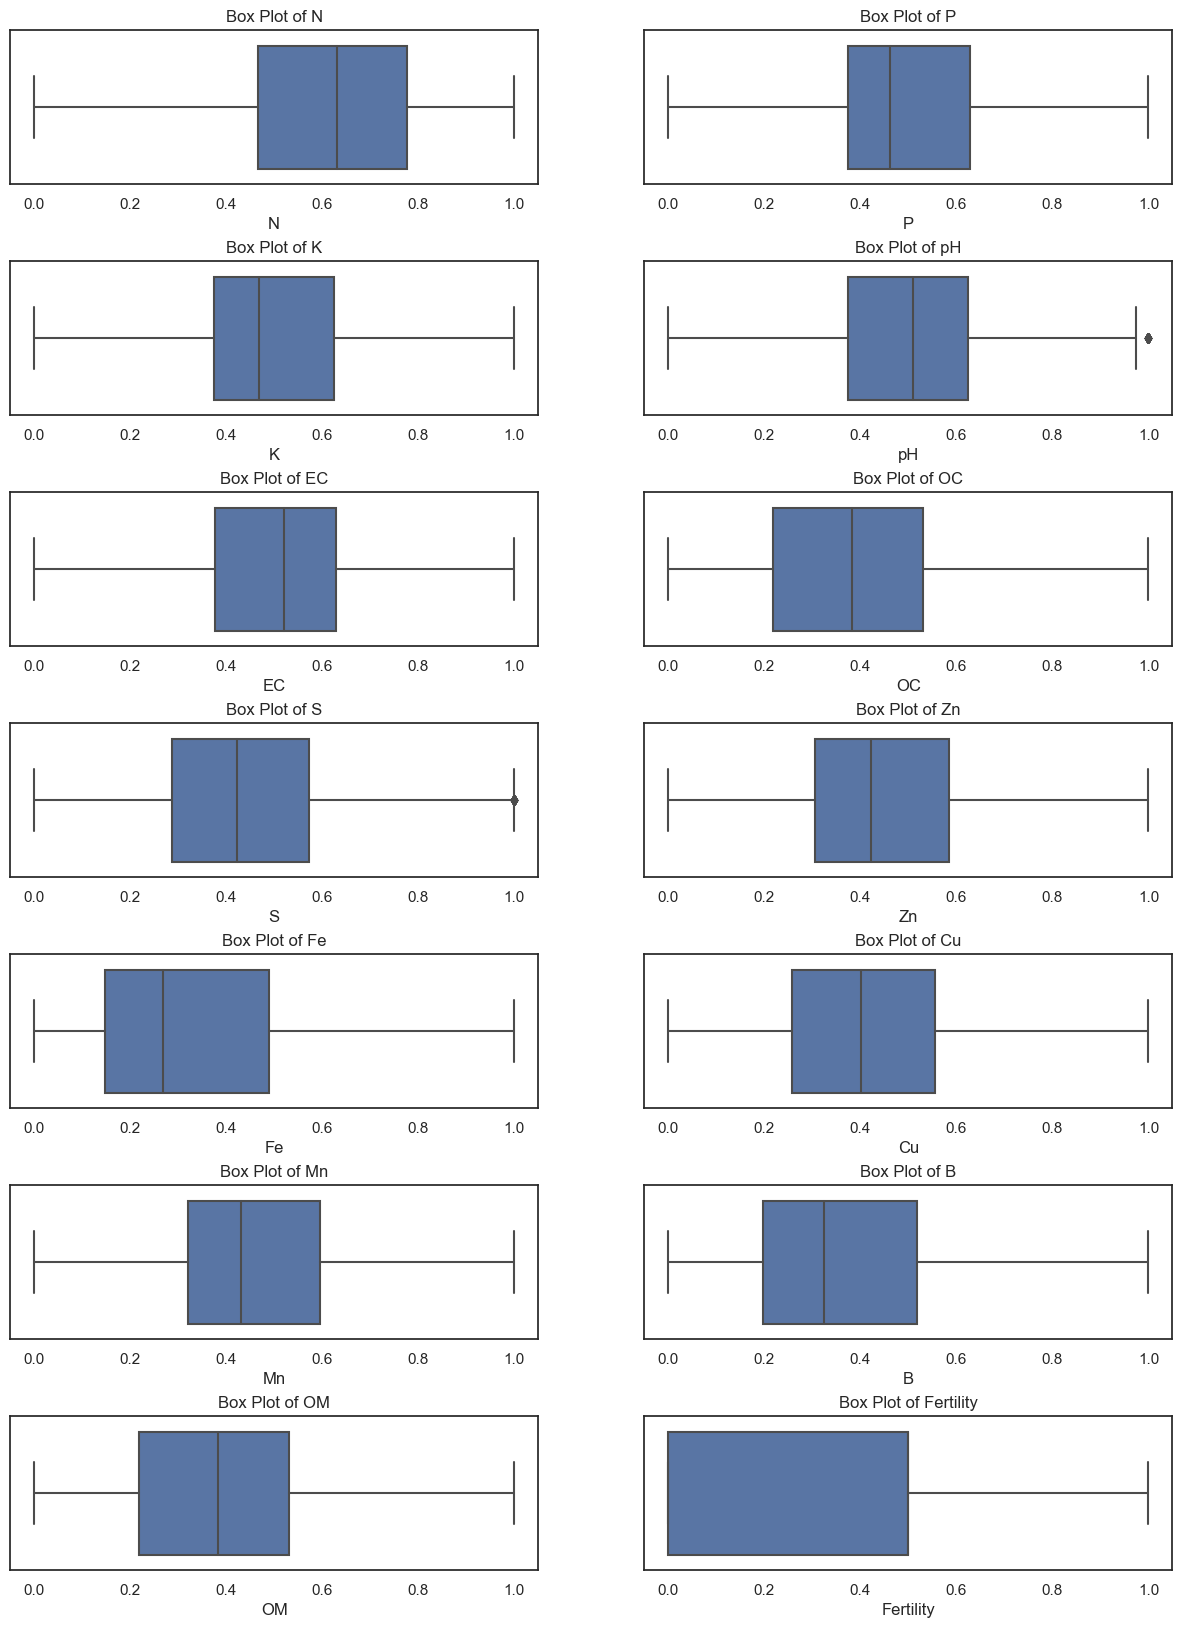 Box Plot of N
0.0 0.2 0.4 0.6 0.8 1.0
N
Box Plot of P
0.0 0.2 0.4 0.6 0.8 1.0
P
Box Plot of K
0.0 0.2 0.4 0.6 0.8 1.0
K
Box Plot of pH
0.0 0.2 0.4 0.6 0.8 1.0
pH
Box Plot of EC
0.0 0.2 0.4 0.6 0.8 1.0
EC
Box Plot of OC
0.0 0.2 0.4 0.6 0.8 1.0
OC
Box Plot of S
0.0 0.2 0.4 0.6 0.8 1.0
S
Box Plot of Zn
0.0 0.2 0.4 0.6 0.8 1.0
Zn
Box Plot of Fe
0.0 0.2 0.4 0.6 0.8 1.0
Fe
Box Plot of Cu
0.0 0.2 0.4 0.6 0.8 1.0
Cu
Box Plot of Mn
0.0 0.2 0.4 0.6 0.8 1.0
Mn
Box Plot of B
0.0 0.2 0.4 0.6 0.8 1.0
B
Box Plot of OM
0.0 0.2 0.4 0.6 0.8 1.0
OM
Box Plot of Fertility
0.0 0.2 0.4 0.6 0.8 1.0
Fertility